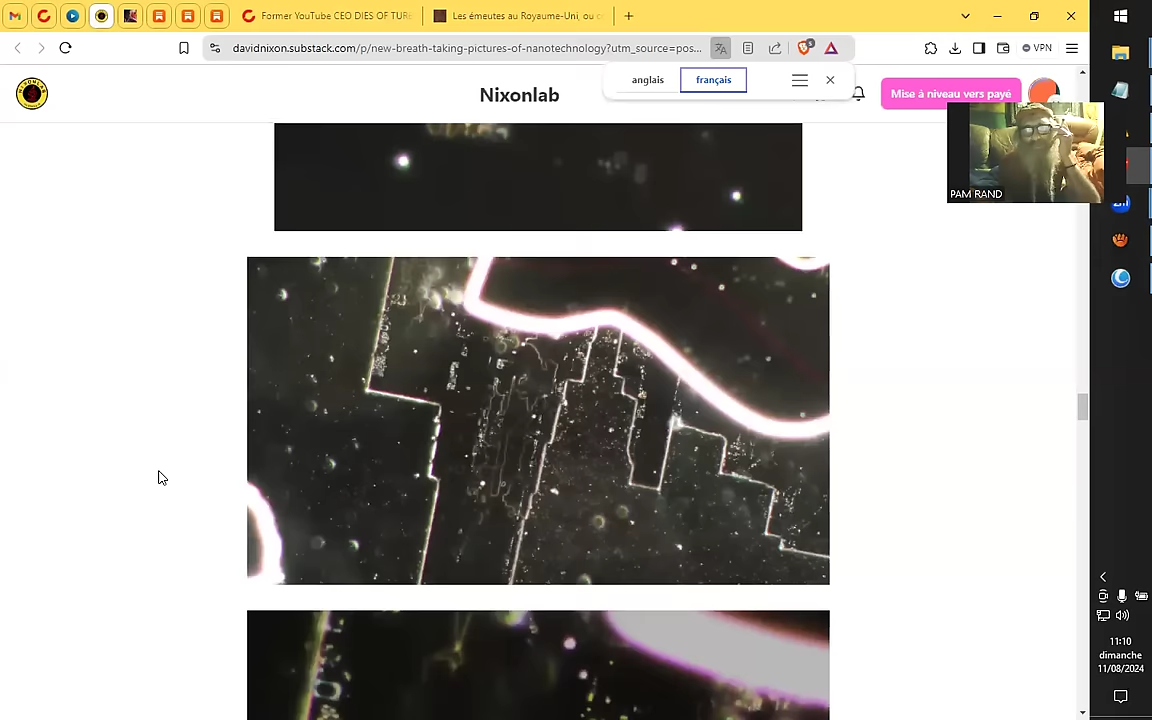 Former YouTube CEO DIES OF TUR
Les émeutes au Royaume-Uni, ou c
davidnixon.substack.com/p/new-breath-taking-pictures-of-nanotechnology?utm_source=pos...
VPN
anglais
français
Nixonlab
Mise à niveau vers payé
PAM RAND
11:10
dimanche
11/08/2024